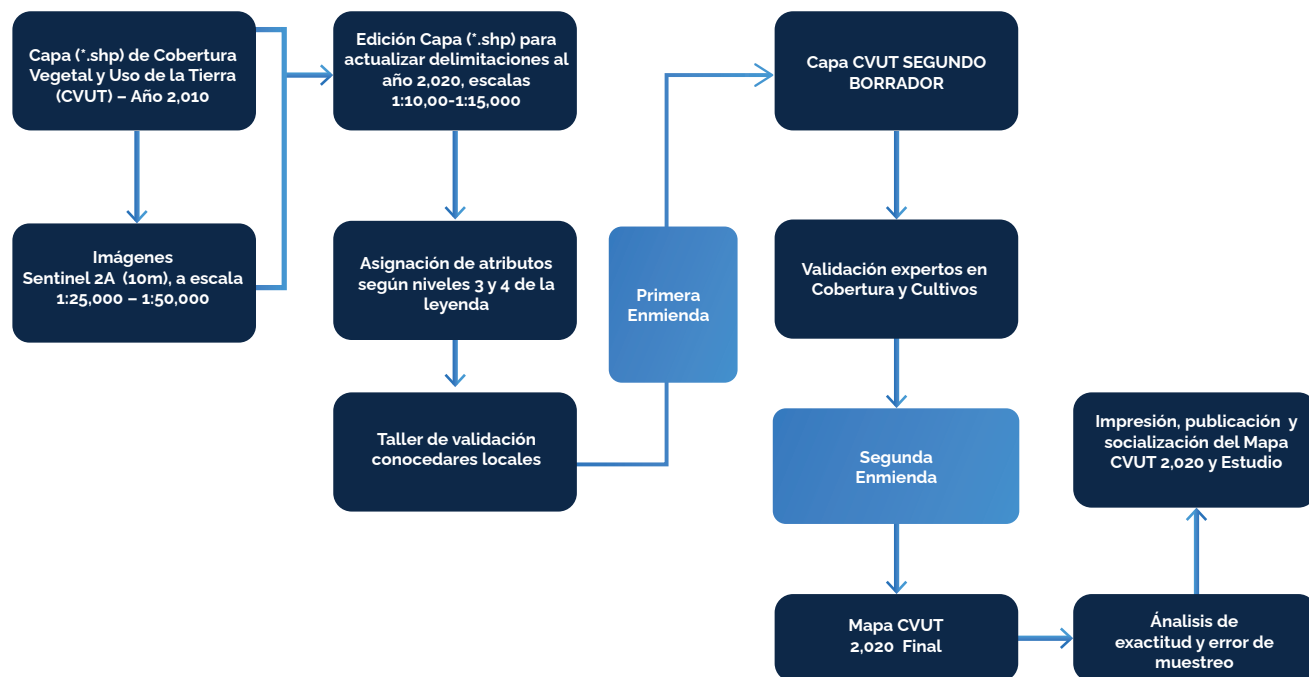 Capa (*.shp) de Cobertura
Vegetal y Uso de la Tierra
(CVUT) – Año 2,010
Imágenes
Sentinel 2A (10m), a escala
1:25,000 – 1:50,000
Edición Capa (*.shp) para
actualizar delimitaciones al
año 2,020, escalas
1:10,00-1:15,000
Asignación de atributos
según niveles 3 y 4 de la
leyenda
Taller de validación
conocedares locales
Primera
Enmienda
Capa CVUT SEGUNDO
BORRADOR
Validación expertos en
Cobertura y Cultivos
Segunda
Enmienda
Mapa CVUT
2,020 Final
Ánalisis de
exactitud y error de
muestreo
Impresión, publicación y
socialización del Mapa
CVUT 2,020 y Estudio